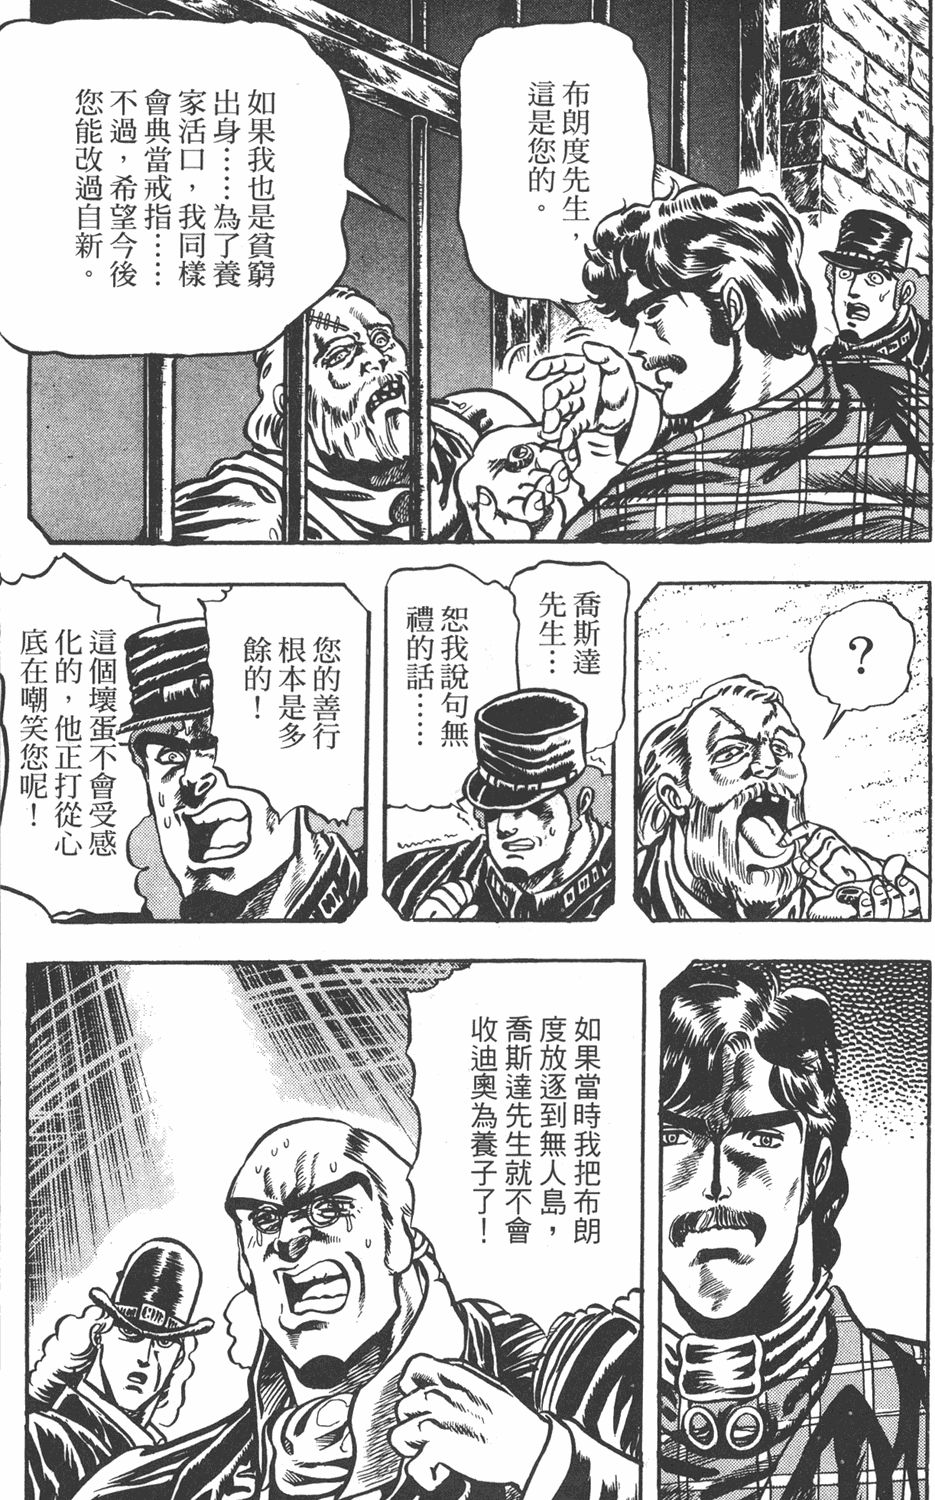 布朗度先生，
這是您的。
如果我也是貧窮
出身……為了養
家活口，我同樣
會典當戒指……
不過，希望今後
您能改過自新。
？
喬斯達
先生…
恕我說句無
禮的話……
您的善行
根本是多
餘的！
這個壞蛋不會受感
化的，他正打從心
底在嘲笑您呢！
如果當時我把布朗
度放逐到無人島，
喬斯達先生就不會
收迪奧為養子了！